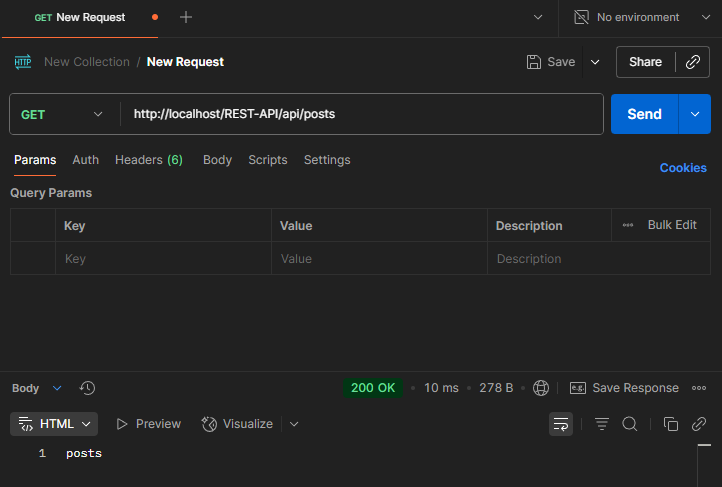 GET New Request
No environment
HTTP New Collection / New Request Save Share
GET http://localhost/REST-API/api/posts Send
Params Auth Headers (6) Body Scripts Settings Cookies
Query Params
Key Value Description Bulk Edit
Key Value Description
Body 200 OK 10 ms 278 B e.g. Save Response
HTML Preview Visualize
1 posts